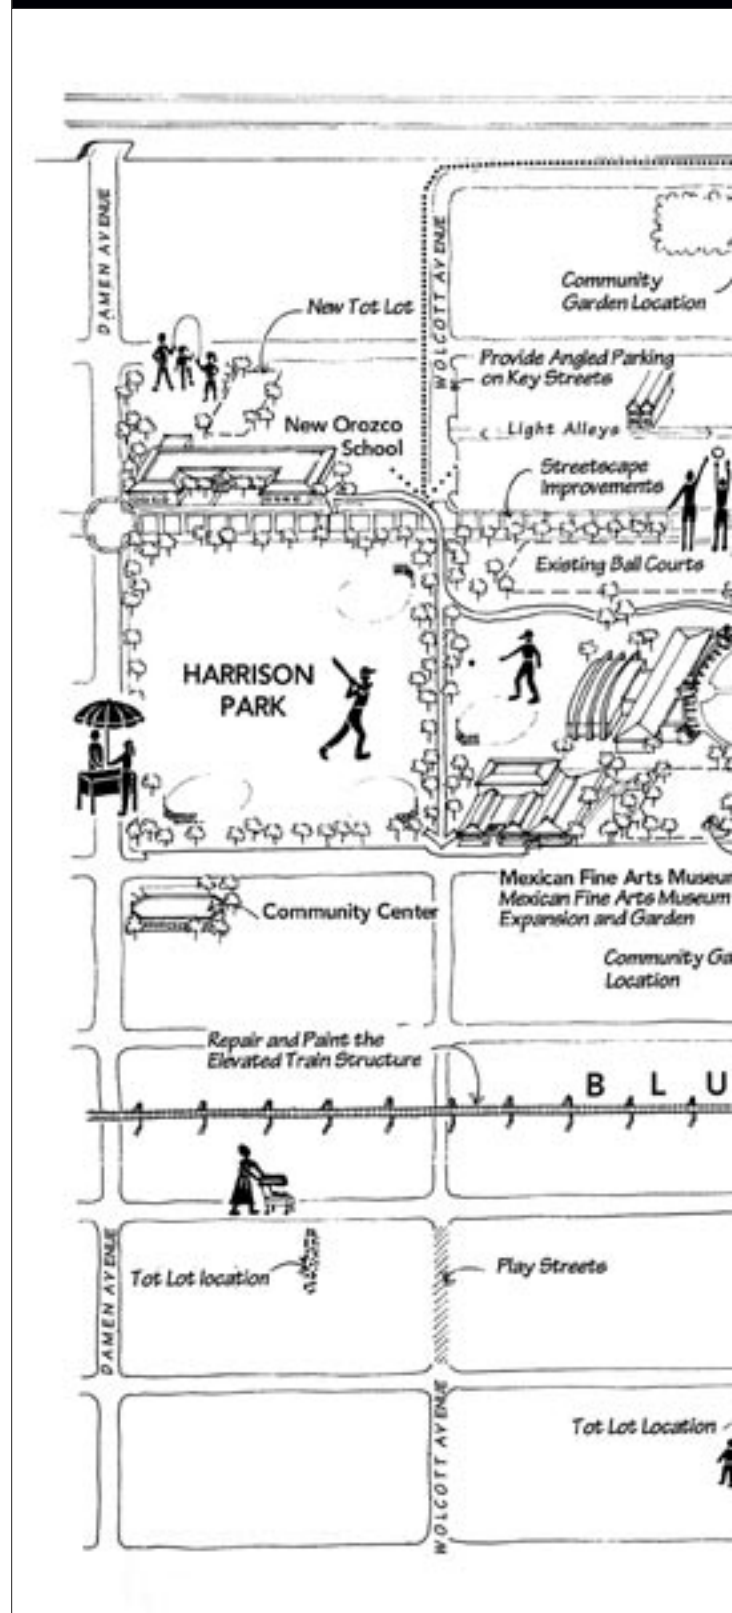 DAMEN AVENUE
WOLCOTT AVENUE
Community
Garden Location
New Tot Lot
Provide Angled Parking
on Key Streets
New Orozco
School
Light Alleys
Streetscape
Improvements
Existing Ball Courts
HARRISON
PARK
Mexican Fine Arts Museum
Mexican Fine Arts Museum
Expansion and Garden
Community Center
Community Ga
Location
Repair and Paint the
Elevated Train Structure
B L U
DAMEN AVENUE
Tot Lot location
Play Streets
WOLCOTT AVENUE
Tot Lot Location